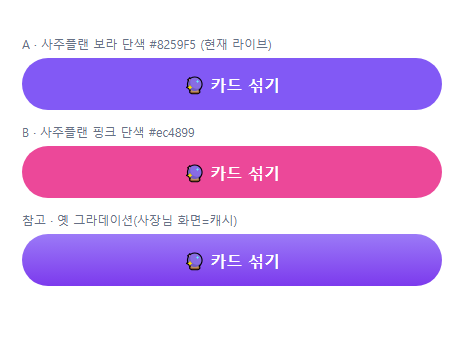 A · 사주플랜 보라 단색 #8259F5 (현재 라이브)
🔮 카드 섞기
B · 사주플랜 핑크 단색 #ec4899
🔮 카드 섞기
참고 · 옛 그라데이션(사장님 화면=캐시)
🔮 카드 섞기